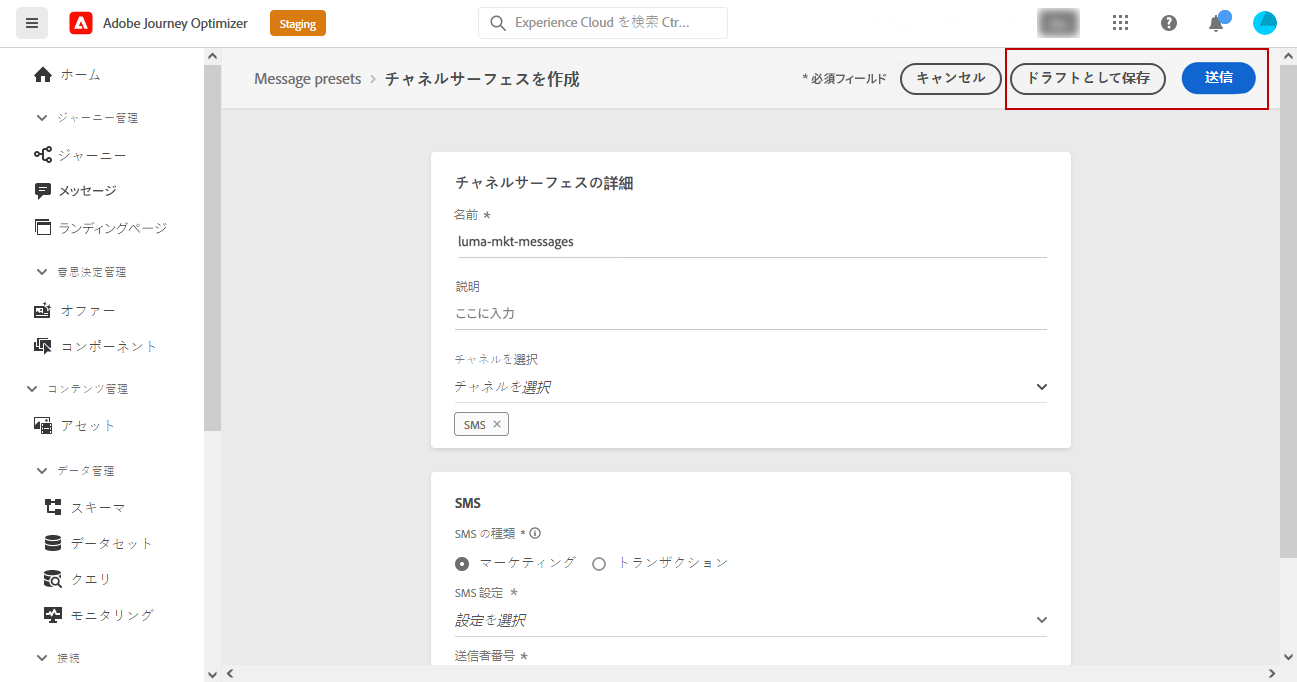 Adobe Journey Optimizer
Staging
Experience Cloud を検索 Ctr...
ホーム
ジャーニー管理
ジャーニー
メッセージ
ランディングページ
意思決定管理
オファー
コンポーネント
コンテンツ管理
アセット
データ管理
スキーマ
データセット
クエリ
モニタリング
接続
Message presets > チャネルサーフェスを作成
* 必須フィールド
キャンセル
ドラフトとして保存
送信
チャネルサーフェスの詳細
名前 *
luma-mkt-messages
説明
ここに入力
チャネルを選択
チャネルを選択
SMS ×
SMS
SMS の種類 *
マーケティング
トランザクション
SMS 設定 *
設定を選択
送信者番号 *